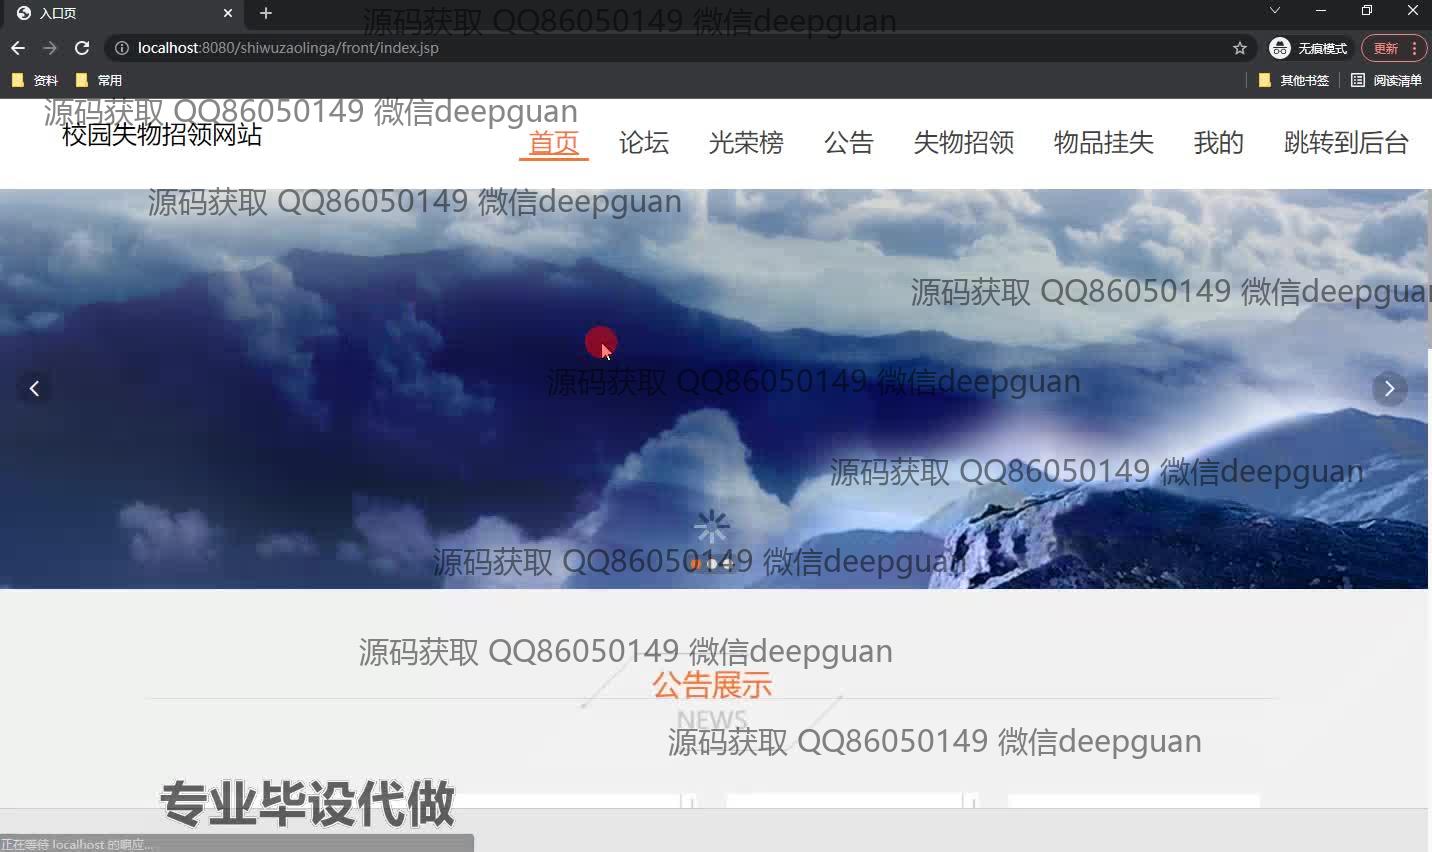 入口页
源码获取 QQ86050149 微信deepguan
localhost:8080/shiwuzaolinga/front/index.jsp
无痕模式
更新
资料
常用
其他书签
阅读清单
源码获取 QQ86050149 微信deepguan
校园失物招领网站
首页
论坛
光荣榜
公告
失物招领
物品挂失
我的
跳转到后台
源码获取 QQ86050149 微信deepguan
源码获取 QQ86050149 微信deepguan
源码获取 QQ86050149 微信deepguan
源码获取 QQ86050149 微信deepguan
源码获取 QQ86050149 微信deepguan
源码获取 QQ86050149 微信deepguan
公告展示
NEWS
源码获取 QQ86050149 微信deepguan
专业毕设代做
正在等待 localhost 的响应...